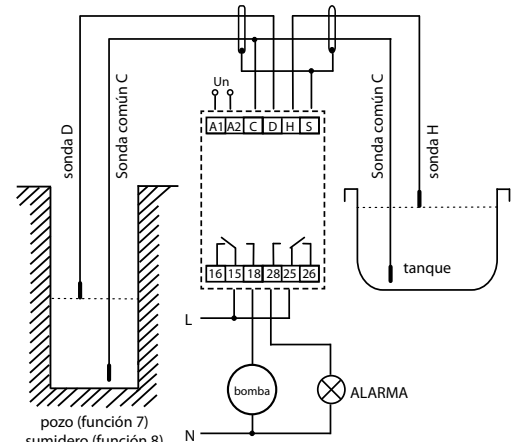 Un
A1 A2 C D H S
sonda D
Sonda común C
Sonda común C
sonda H
tanque
16 15 18 28 25 26
L
bomba
ALARMA
N
pozo (función 7)
sumidero (función 8)